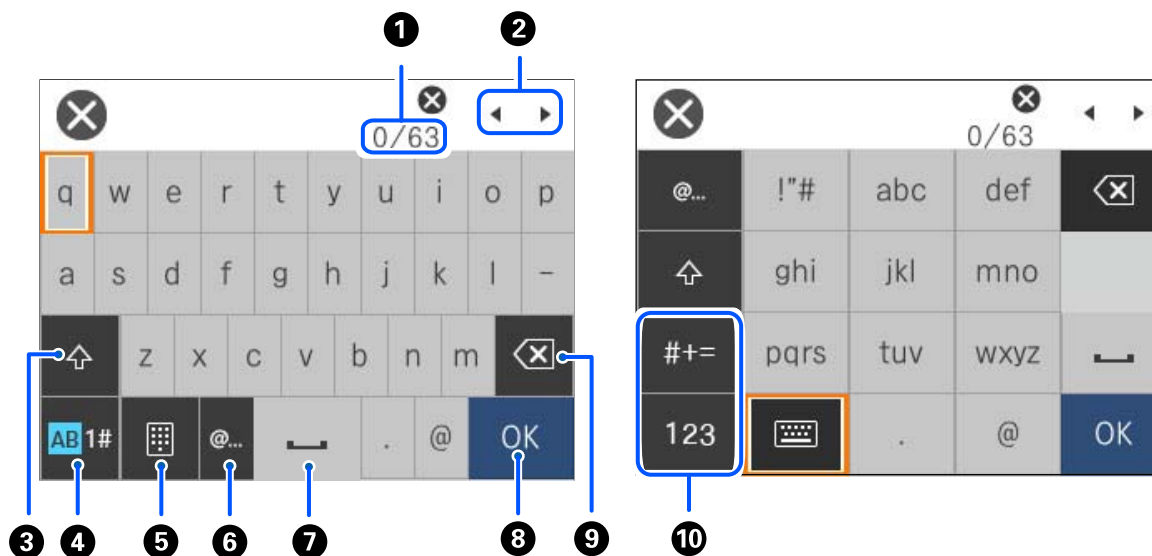 1 2
0/63
0/63
q w e r t y u i o p
@... !"# abc def
a s d f g h j k l -
ghi jkl mno
3 z x c v b n m 9
#+= pqrs tuv wxyz
AB 1# @... . @ OK
123 . @ OK
4 5 6 7 8 10